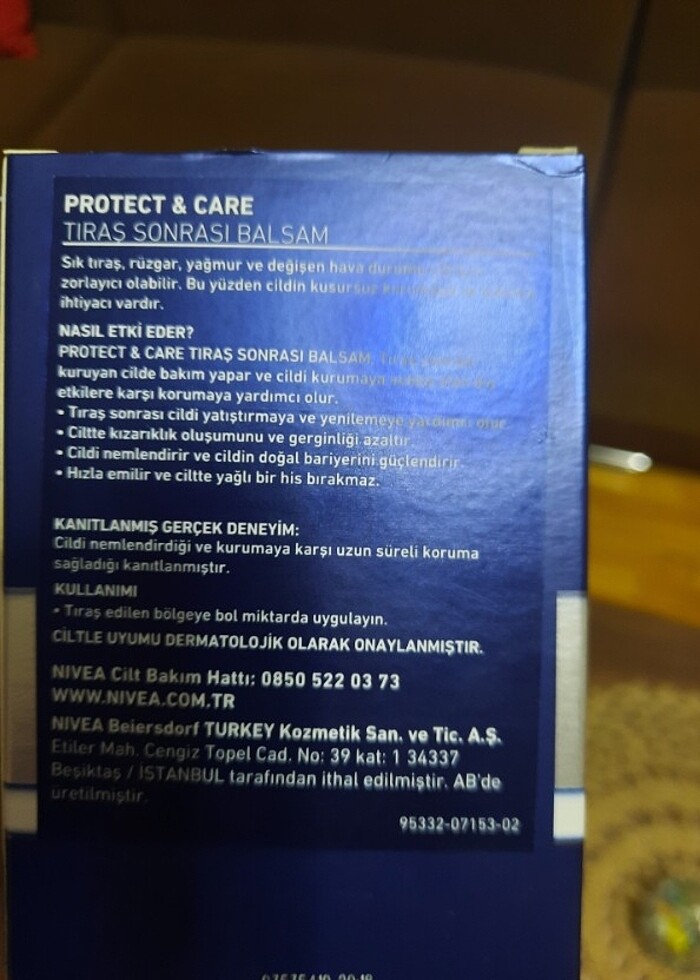 PROTECT & CARE
TIRAŞ SONRASI BALSAM
Sık tıraş, rüzgar, yağmur ve değişen hava
zorlayıcı olabilir. Bu yüzden cildin kusursuz
ihtiyacı vardır.
NASIL ETKİ EDER?
PROTECT & CARE TIRAŞ SONRASI BALSAM,
kuruyan cilde bakım yapar ve cildi kurumaya
etkilere karşı korumaya yardımcı olur.
• Tıraş sonrası cildi yatıştırmaya ve yenilemeye yardımcı olur.
• Ciltte kızarıklık oluşumunu ve gerginliği azaltır.
• Cildi nemlendirir ve cildin doğal bariyerini güçlendirir.
• Hızla emilir ve ciltte yağlı bir his bırakmaz.
KANITLANMIŞ GERÇEK DENEYİM:
Cildi nemlendirdiği ve kurumaya karşı uzun süreli koruma
sağladığı kanıtlanmıştır.
KULLANIMI
• Tıraş edilen bölgeye bol miktarda uygulayın.
CİLTLE UYUMU DERMATOLOJİK OLARAK ONAYLANMIŞTIR.
NIVEA Cilt Bakım Hattı: 0850 522 03 73
WWW.NIVEA.COM.TR
NIVEA Beiersdorf TURKEY Kozmetik San. ve Tic. A.Ş.
Etiler Mah. Cengiz Topel Cad. No: 39 kat: 1 34337
Beşiktaş / İSTANBUL tarafından ithal edilmiştir. AB'de
üretilmiştir.
95332-07153-02